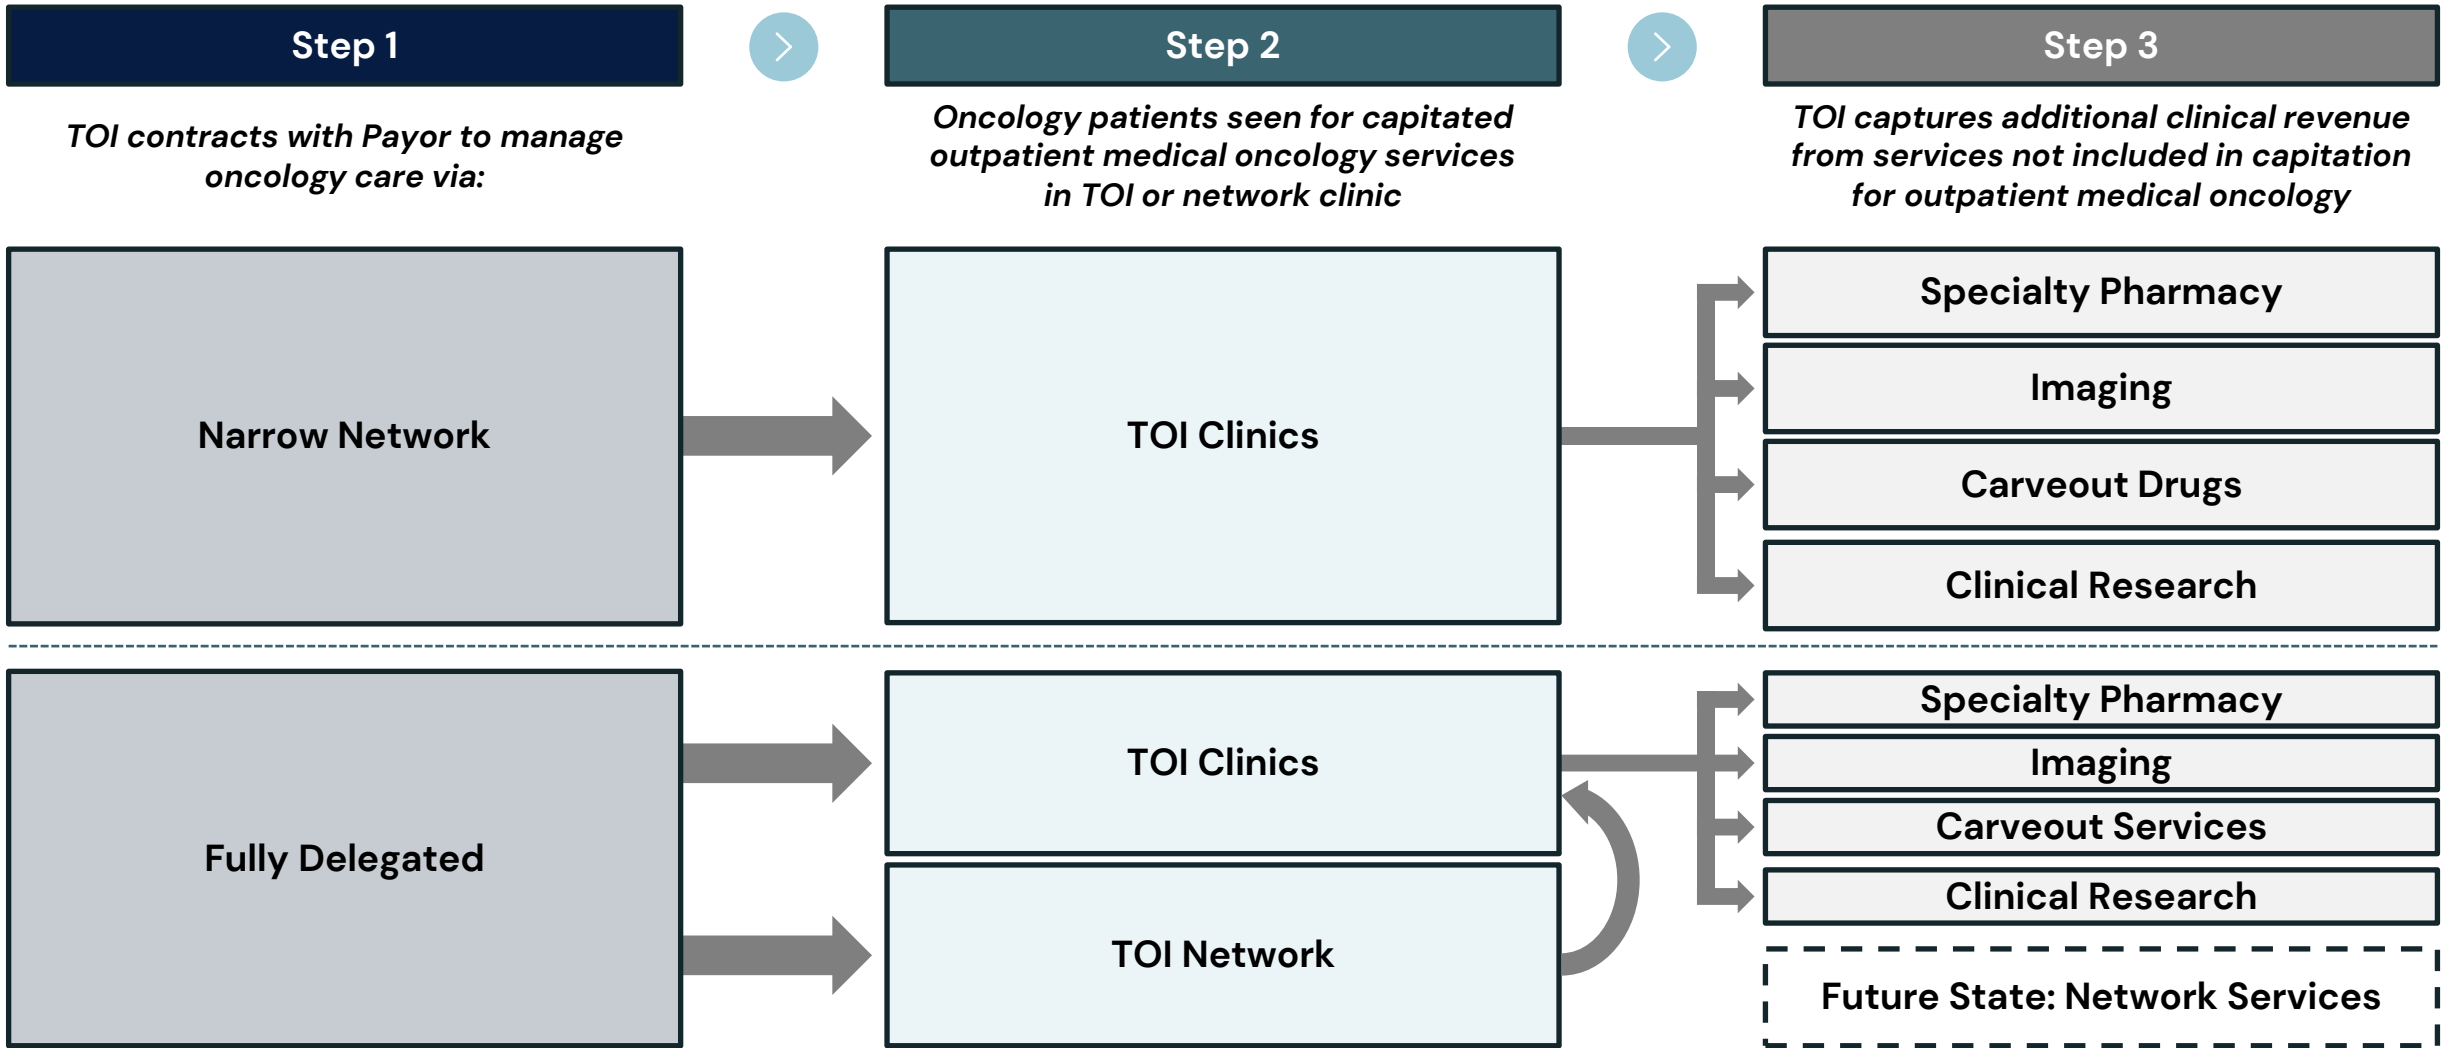 Step 1
Step 2
Step 3
TOI contracts with Payor to manage
oncology care via:
Oncology patients seen for capitated
outpatient medical oncology services
in TOI or network clinic
TOI captures additional clinical revenue
from services not included in capitation
for outpatient medical oncology
Narrow Network
TOI Clinics
Specialty Pharmacy
Imaging
Carveout Drugs
Clinical Research
Fully Delegated
TOI Clinics
TOI Network
Specialty Pharmacy
Imaging
Carveout Services
Clinical Research
Future State: Network Services